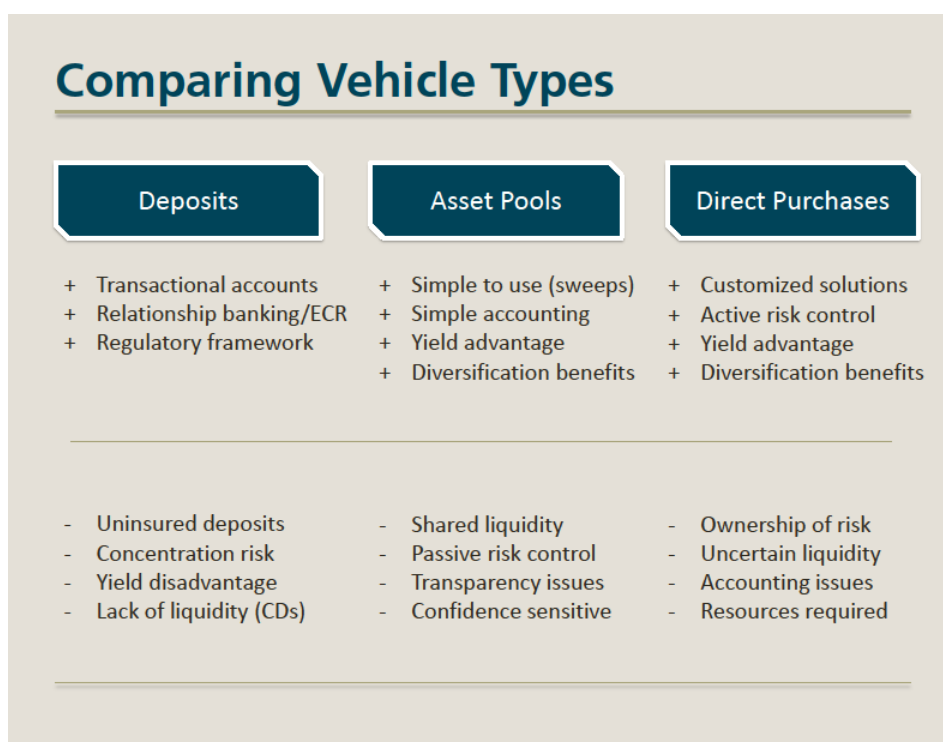 Comparing Vehicle Types
Deposits
+ Transactional accounts
+ Relationship banking/ECR
+ Regulatory framework
- Uninsured deposits
- Concentration risk
- Yield disadvantage
- Lack of liquidity (CDs)
Asset Pools
+ Simple to use (sweeps)
+ Simple accounting
+ Yield advantage
+ Diversification benefits
- Shared liquidity
- Passive risk control
- Transparency issues
- Confidence sensitive
Direct Purchases
+ Customized solutions
+ Active risk control
+ Yield advantage
+ Diversification benefits
- Ownership of risk
- Uncertain liquidity
- Accounting issues
- Resources required